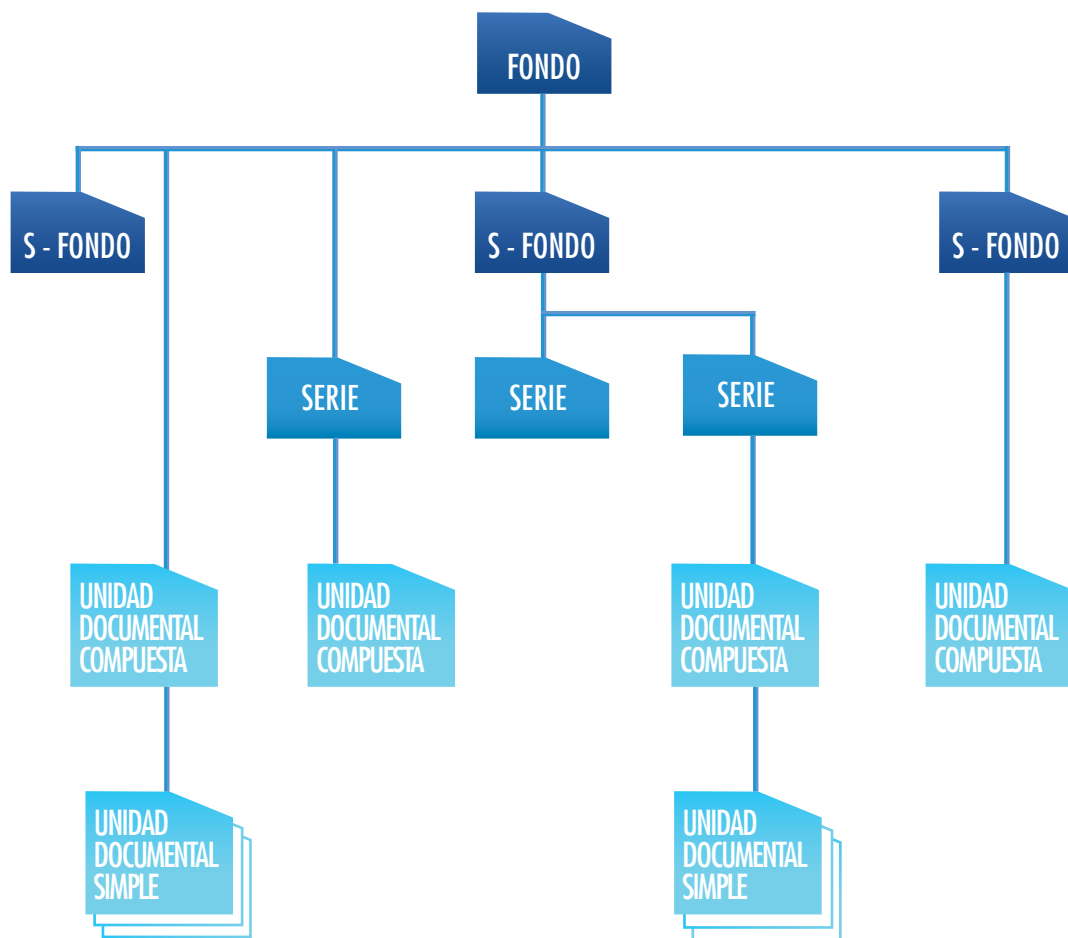 FONDO
S - FONDO
S - FONDO
S - FONDO
SERIE
SERIE
SERIE
UNIDAD
DOCUMENTAL
COMPUESTA
UNIDAD
DOCUMENTAL
COMPUESTA
UNIDAD
DOCUMENTAL
COMPUESTA
UNIDAD
DOCUMENTAL
COMPUESTA
UNIDAD
DOCUMENTAL
SIMPLE
UNIDAD
DOCUMENTAL
SIMPLE